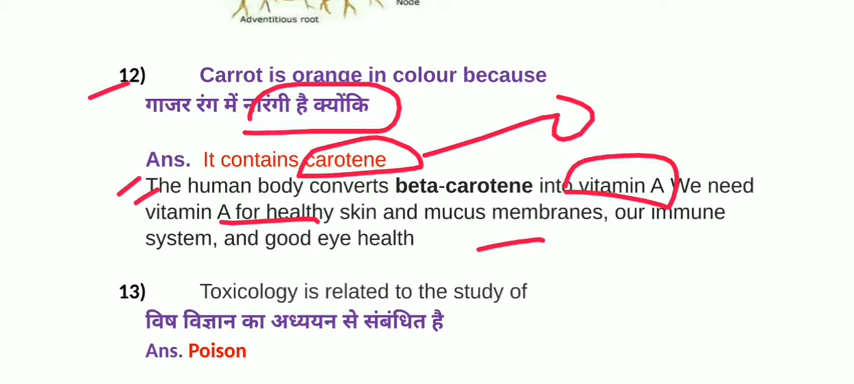 Node
Adventitious root
12) Carrot is orange in colour because
गाजर रंग में नारंगी है क्योंकि
Ans. It contains carotene
The human body converts beta-carotene into vitamin A We need
vitamin A for healthy skin and mucus membranes, our immune
system, and good eye health
13) Toxicology is related to the study of
विष विज्ञान का अध्ययन से संबंधित है
Ans. Poison